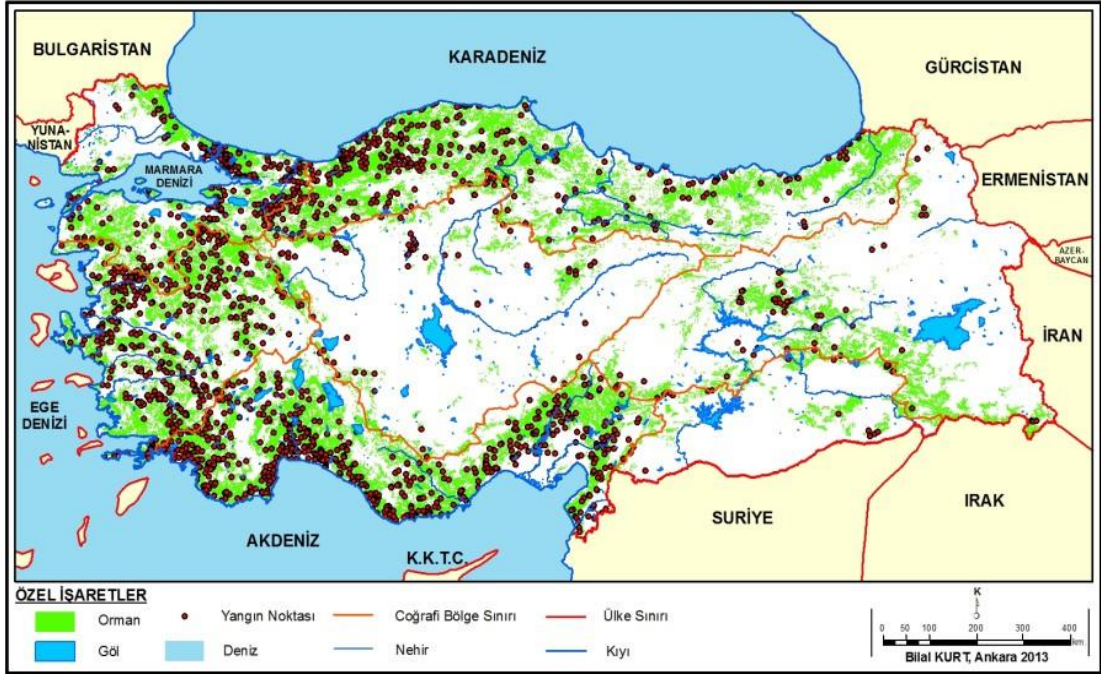 BULGARİSTAN
KARADENİZ
GÜRCİSTAN
YUNA-
NİSTAN
MARMARA
DENİZİ
ERMENİSTAN
AZER-
BAYCAN
İRAN
EGE
DENİZİ
AKDENİZ
K.K.T.C.
SURİYE
IRAK
ÖZEL İŞARETLER
Orman
Yangın Noktası
Coğrafi Bölge Sınırı
Ülke Sınırı
Göl
Deniz
Nehir
Kıyı
K
0 50 100 200 300 400
km
Bilal KURT, Ankara 2013